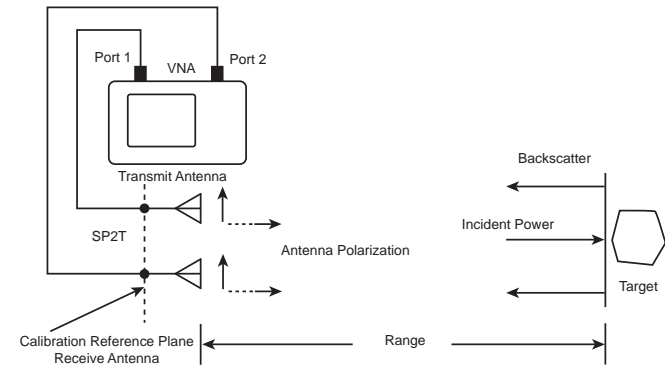 Port 1
VNA
Port 2
Transmit Antenna
SP2T
Antenna Polarization
Backscatter
Incident Power
Target
Calibration Reference Plane
Receive Antenna
Range